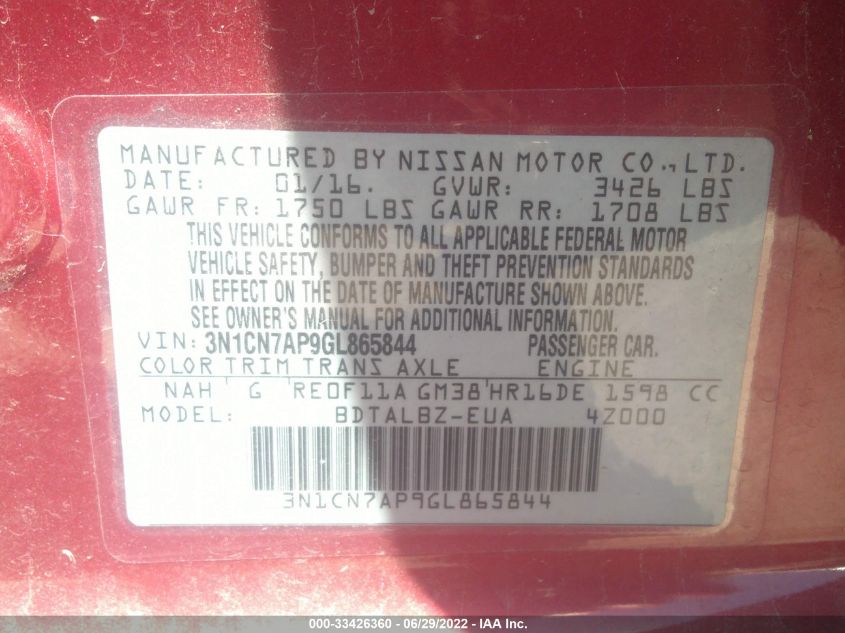 MANUFACTURED BY NISSAN MOTOR CO., LTD.
DATE: 01/16. GVWR: 3426 LBS
GAWR FR: 1750 LBS GAWR RR: 1708 LBS
THIS VEHICLE CONFORMS TO ALL APPLICABLE FEDERAL MOTOR
VEHICLE SAFETY, BUMPER AND THEFT PREVENTION STANDARDS
IN EFFECT ON THE DATE OF MANUFACTURE SHOWN ABOVE.
SEE OWNER'S MANUAL FOR ADDITIONAL INFORMATION.
VIN: 3N1CN7AP9GL865844 PASSENGER CAR.
COLOR TRIM TRANS AXLE ENGINE
NAH G RE0F11A GM38 HR16DE 1598 CC
MODEL: BDTALBZ-EUA 4Z000
3N1CN7AP9GL865844
000-33426360 - 06/29/2022 - IAA Inc.